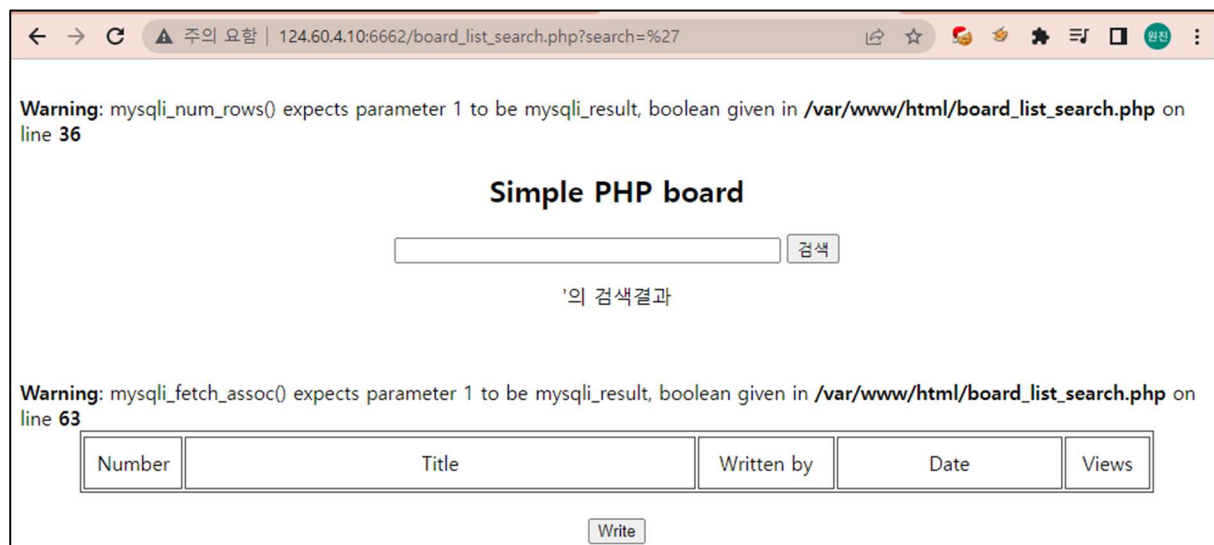 주의 요함 | 124.60.4.10:6662/board_list_search.php?search=%27
원진
Warning: mysqli_num_rows() expects parameter 1 to be mysqli_result, boolean given in /var/www/html/board_list_search.php on
line 36
Simple PHP board
검색
'의 검색결과
Warning: mysqli_fetch_assoc() expects parameter 1 to be mysqli_result, boolean given in /var/www/html/board_list_search.php on
line 63
Number Title Written by Date Views
Write